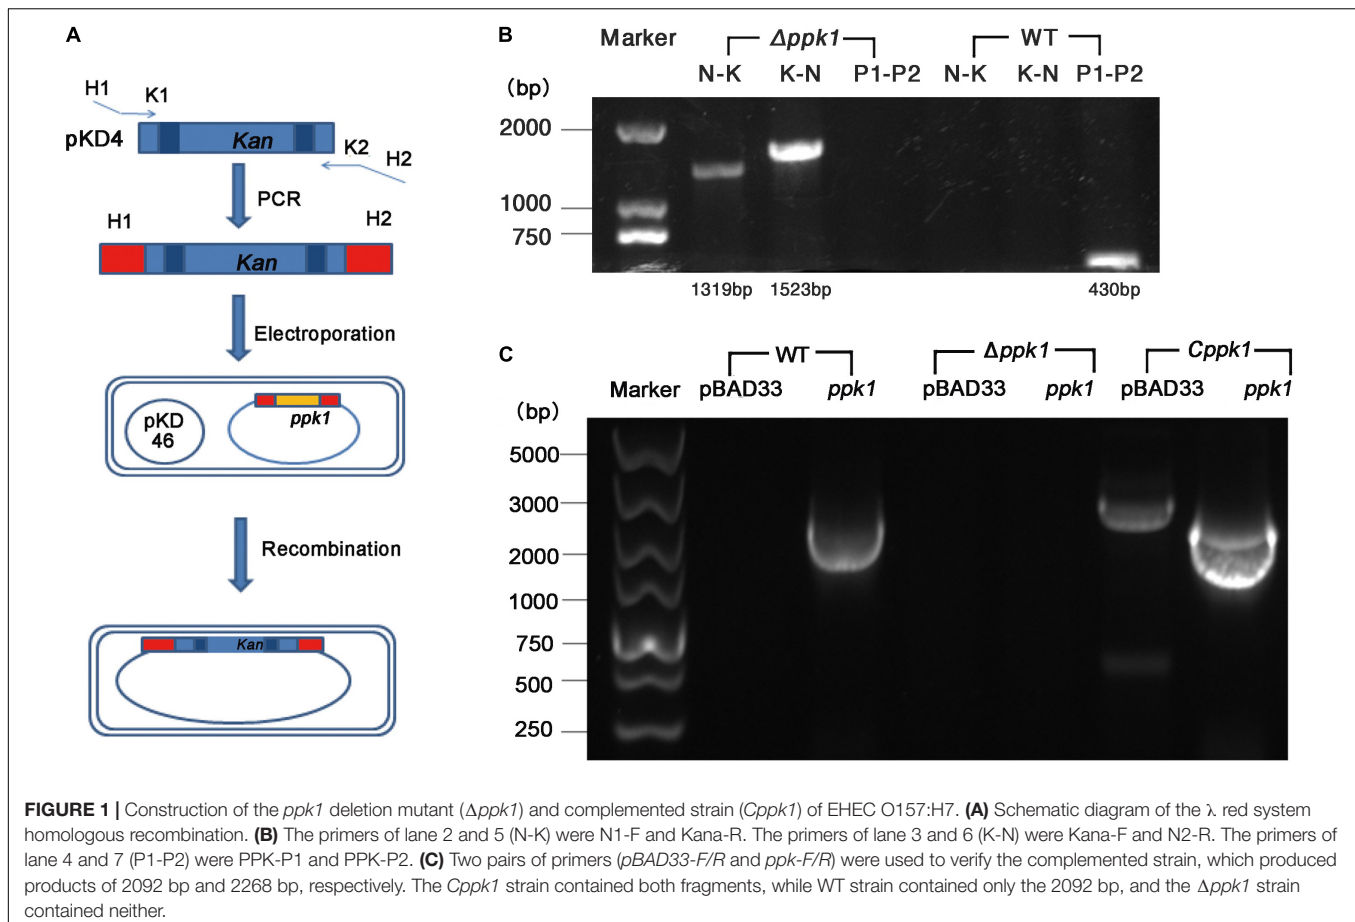 A
H1
K1
pKD4
Kan
K2
H2
PCR
H1
H2
Kan
Electroporation
pKD
46
ppk1
Recombination
Kan
B
Marker
Δppk1
WT
N-K K-N P1-P2 N-K K-N P1-P2
(bp)
2000
1000
750
1319bp 1523bp 430bp
C
WT Δppk1 Cppk1
Marker pBAD33 ppk1 pBAD33 ppk1 pBAD33 ppk1
(bp)
5000
3000
2000
1000
750
500
250
FIGURE 1 | Construction of the ppk1 deletion mutant (Δppk1) and complemented strain (Cppk1) of EHEC O157:H7. (A) Schematic diagram of the λ red system
homologous recombination. (B) The primers of lane 2 and 5 (N-K) were N1-F and Kana-R. The primers of lane 3 and 6 (K-N) were Kana-F and N2-R. The primers of
lane 4 and 7 (P1-P2) were PPK-P1 and PPK-P2. (C) Two pairs of primers (pBAD33-F/R and ppk-F/R) were used to verify the complemented strain, which produced
products of 2092 bp and 2268 bp, respectively. The Cppk1 strain contained both fragments, while WT strain contained only the 2092 bp, and the Δppk1 strain
contained neither.